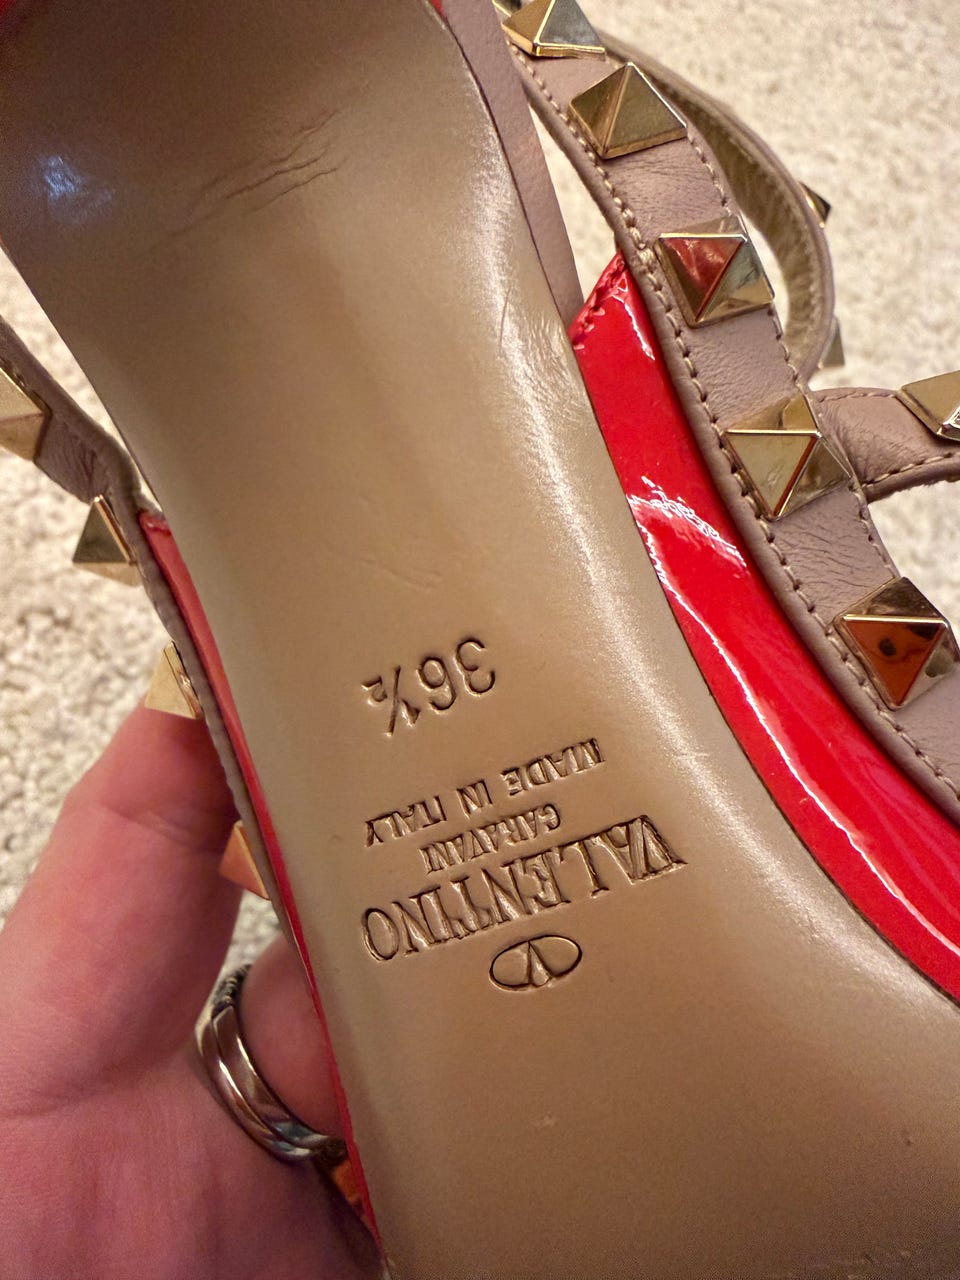 VALENTINO
GARAVANI
MADE IN ITALY
36½